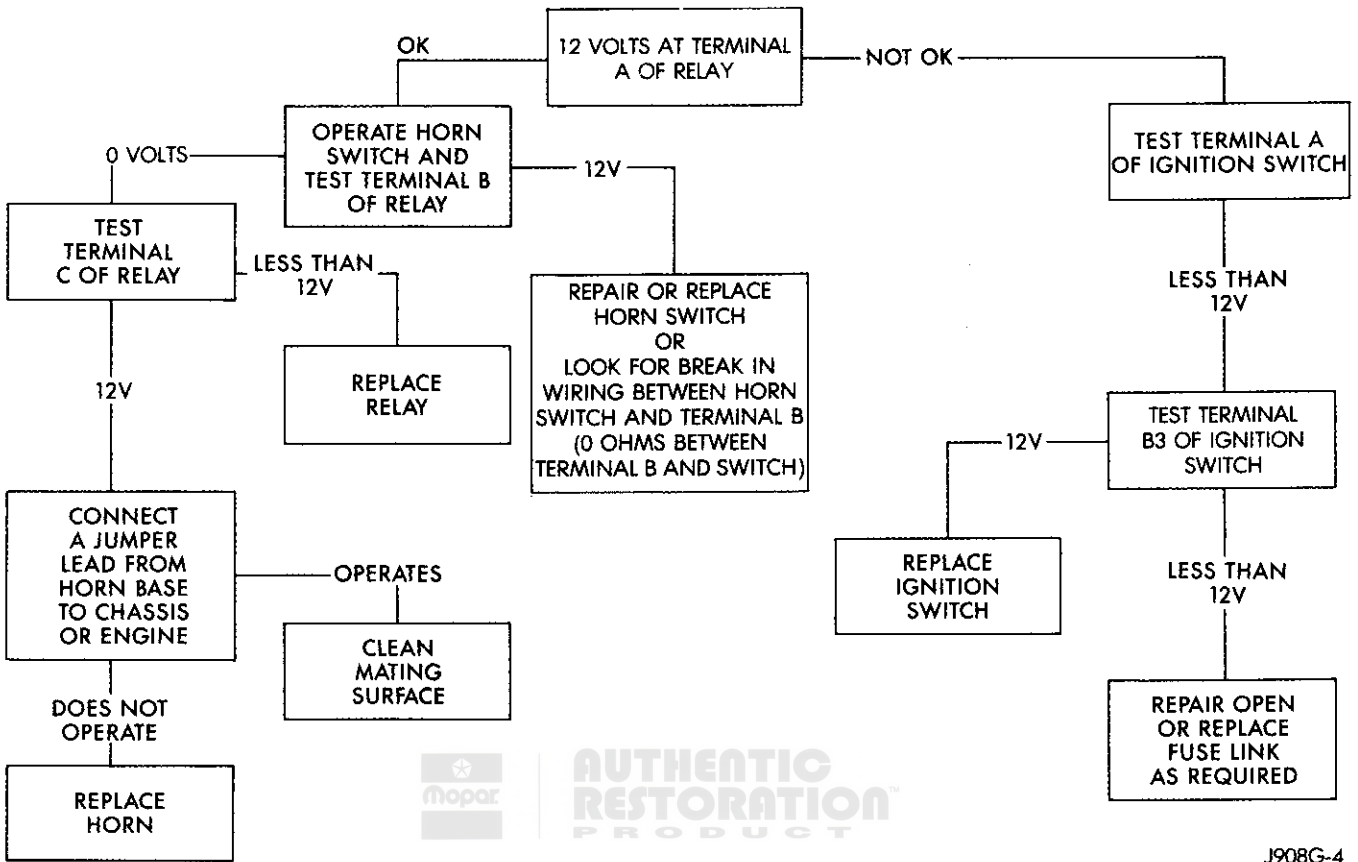 12 VOLTS AT TERMINAL
A OF RELAY
OK
NOT OK
OPERATE HORN
SWITCH AND
TEST TERMINAL B
OF RELAY
0 VOLTS
12V
TEST TERMINAL A
OF IGNITION SWITCH
TEST
TERMINAL
C OF RELAY
LESS THAN
12V
REPAIR OR REPLACE
HORN SWITCH
OR
LOOK FOR BREAK IN
WIRING BETWEEN HORN
SWITCH AND TERMINAL B
(0 OHMS BETWEEN
TERMINAL B AND SWITCH)
LESS THAN
12V
REPLACE
RELAY
12V
TEST TERMINAL
B3 OF IGNITION
SWITCH
12V
CONNECT
A JUMPER
LEAD FROM
HORN BASE
TO CHASSIS
OR ENGINE
OPERATES
CLEAN
MATING
SURFACE
REPLACE
IGNITION
SWITCH
LESS THAN
12V
DOES NOT
OPERATE
REPLACE
HORN
REPAIR OPEN
OR REPLACE
FUSE LINK
AS REQUIRED
Mopar
AUTHENTIC
RESTORATION™
PRODUCT
J908G-4